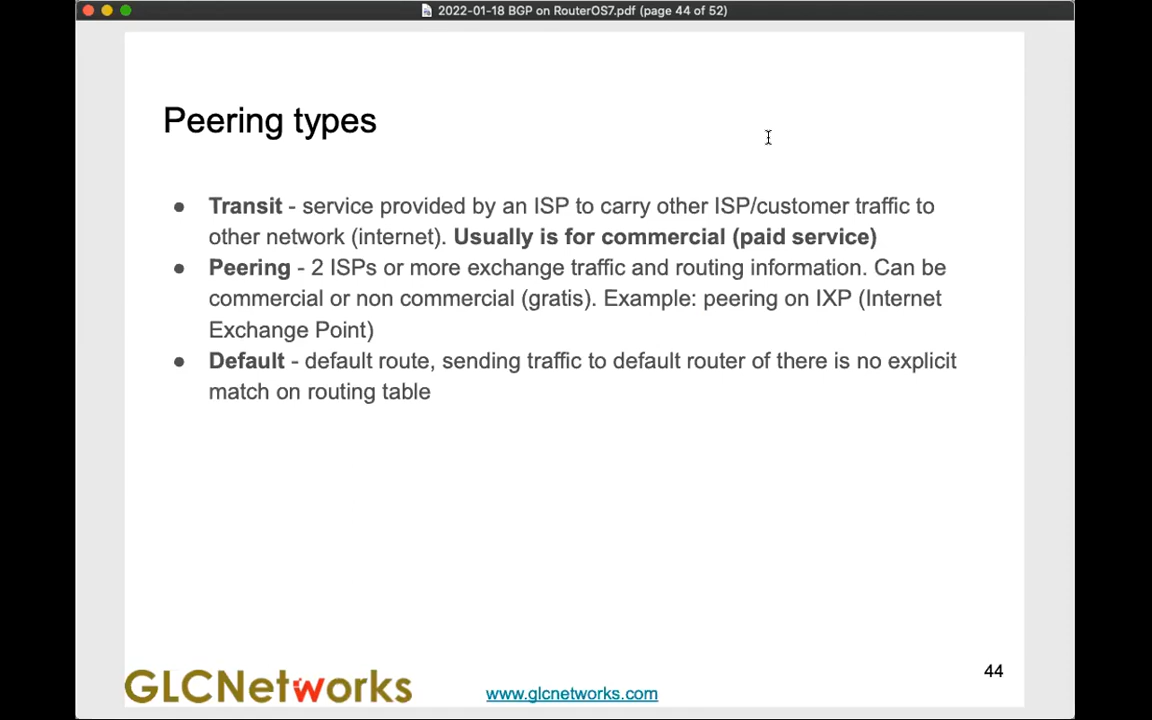 2022-01-18 BGP on RouterOS7.pdf (page 44 of 52)
Peering types
● Transit - service provided by an ISP to carry other ISP/customer traffic to
other network (internet). Usually is for commercial (paid service)
● Peering - 2 ISPs or more exchange traffic and routing information. Can be
commercial or non commercial (gratis). Example: peering on IXP (Internet
Exchange Point)
● Default - default route, sending traffic to default router of there is no explicit
match on routing table
44
GLCNetworks
www.glcnetworks.com